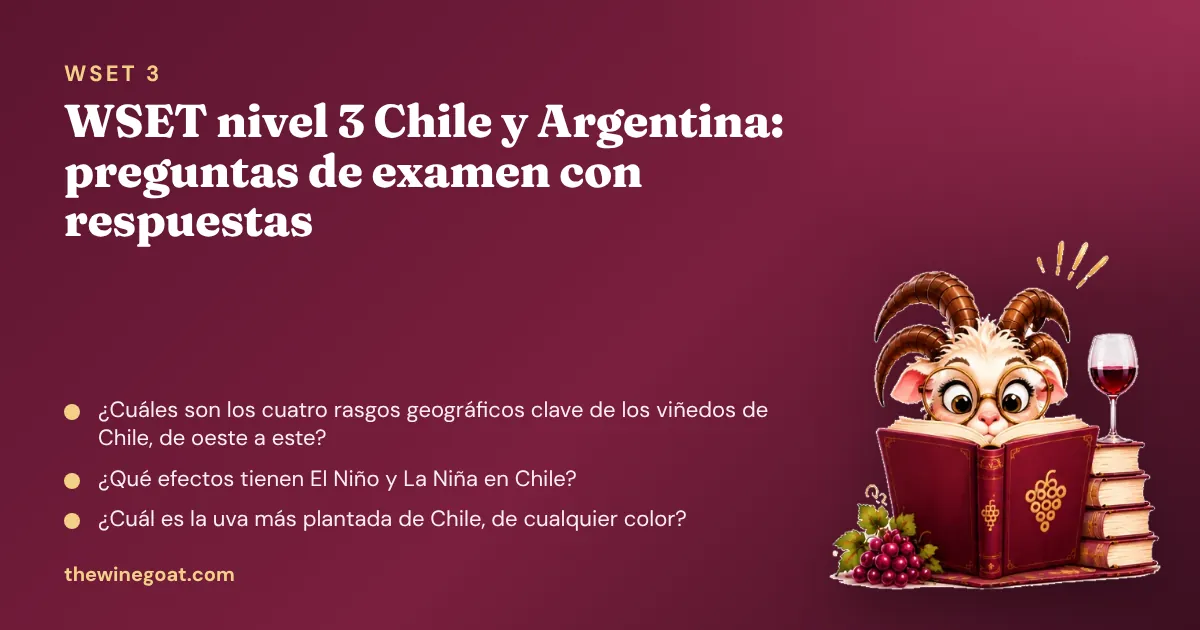 WSET 3
WSET nivel 3 Chile y Argentina:
preguntas de examen con
respuestas
¿Cuáles son los cuatro rasgos geográficos clave de los viñedos de
Chile, de oeste a este?
¿Qué efectos tienen El Niño y La Niña en Chile?
¿Cuál es la uva más plantada de Chile, de cualquier color?
thewinegoat.com